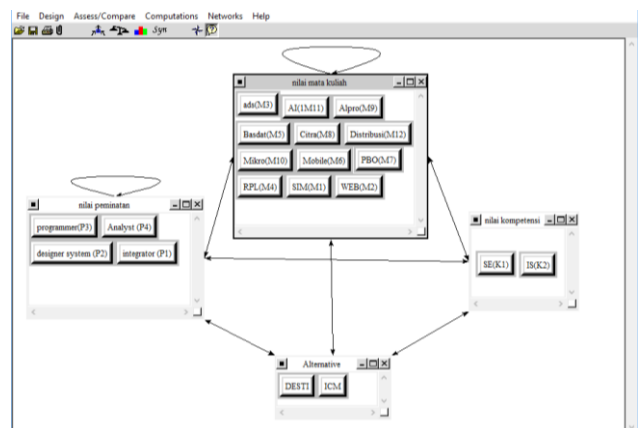 File Design Assess/Compare Computations Networks Help
Syn
nilai mata kuliah
ads(M3) AI(1M11) Alpro(M9)
Basdat(M5) Citra(M8) Distribusi(M12)
Mikro(M10) Mobile(M6) PBO(M7)
RPL(M4) SIM(M1) WEB(M2)
nilai peminatan
programmer(P3) Analyst (P4)
designer system (P2) integrator (P1)
nilai kompetensi
SE(K1) IS(K2)
Alternative
DESTI ICM